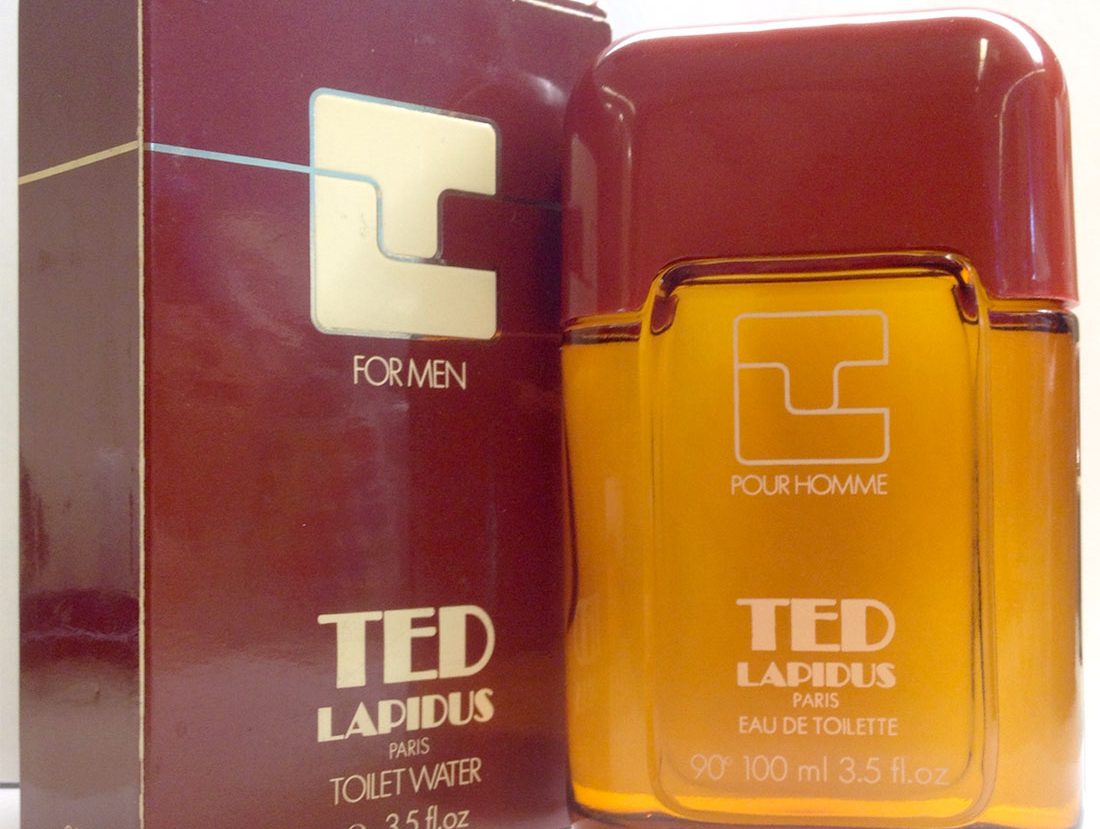 FOR MEN
TED
LAPIDUS
PARIS
TOILET WATER
3.5 fl.oz
POUR HOMME
TED
LAPIDUS
PARIS
EAU DE TOILETTE
90° 100 ml 3.5 fl.oz